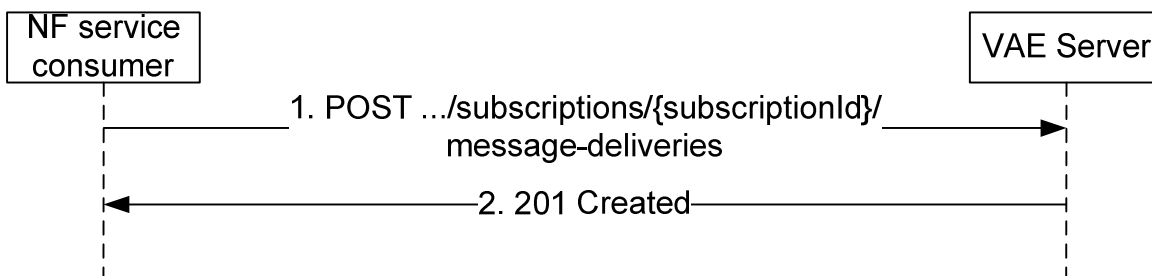 NF service
consumer
VAE Server
1. POST .../subscriptions/{subscriptionId}/
message-deliveries
2. 201 Created